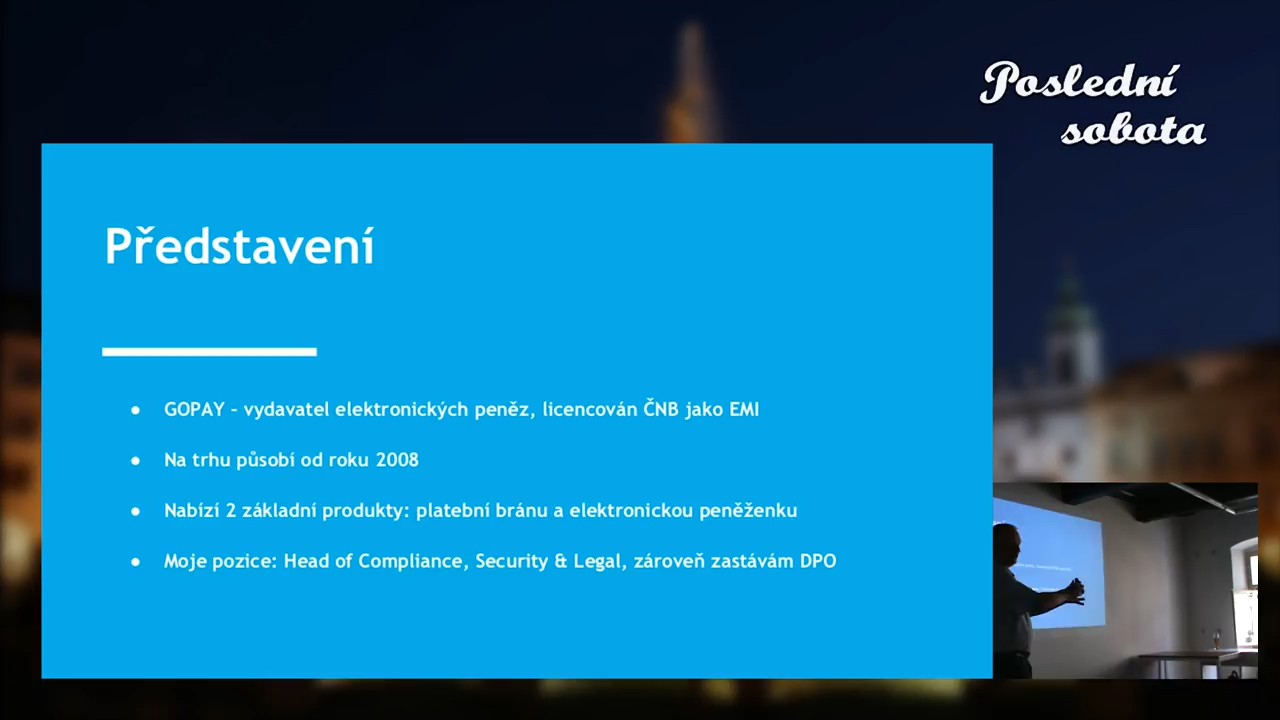 Poslední
sobota
Představení
● GOPAY – vydavatel elektronických peněz, licencován ČNB jako EMI
● Na trhu působí od roku 2008
● Nabízí 2 základní produkty: platební bránu a elektronickou peněženku
● Moje pozice: Head of Compliance, Security & Legal, zároveň zastávám DPO